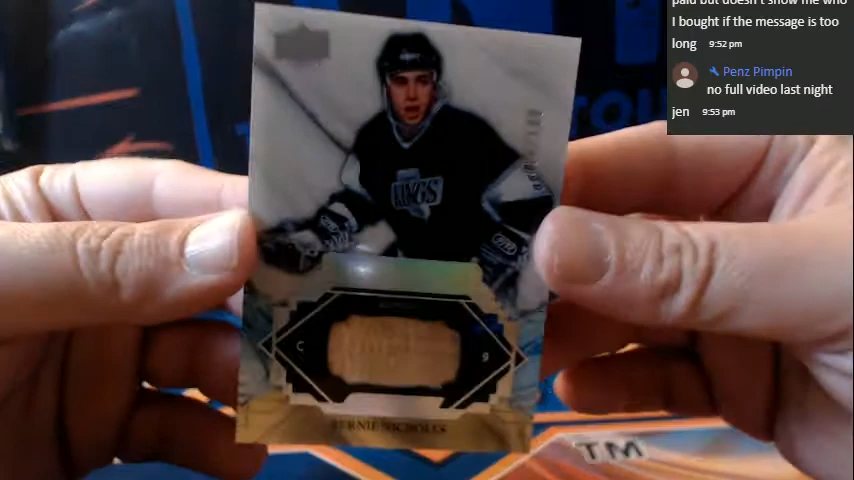 paid but doesn't show me who
I bought if the message is too
long 9:52 pm
Penz Pimpin
no full video last night
jen 9:53 pm
KINGS
C
9
BERNIE NICHOLLS
TM